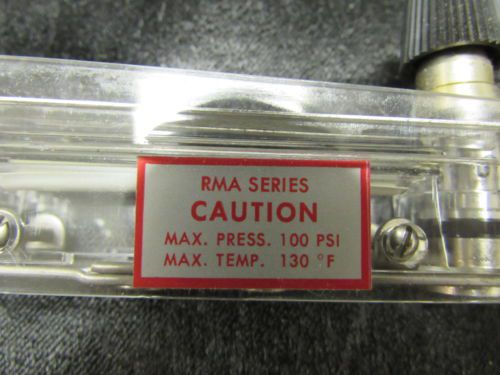 RMA SERIES
CAUTION
MAX. PRESS. 100 PSI
MAX. TEMP. 130 °F